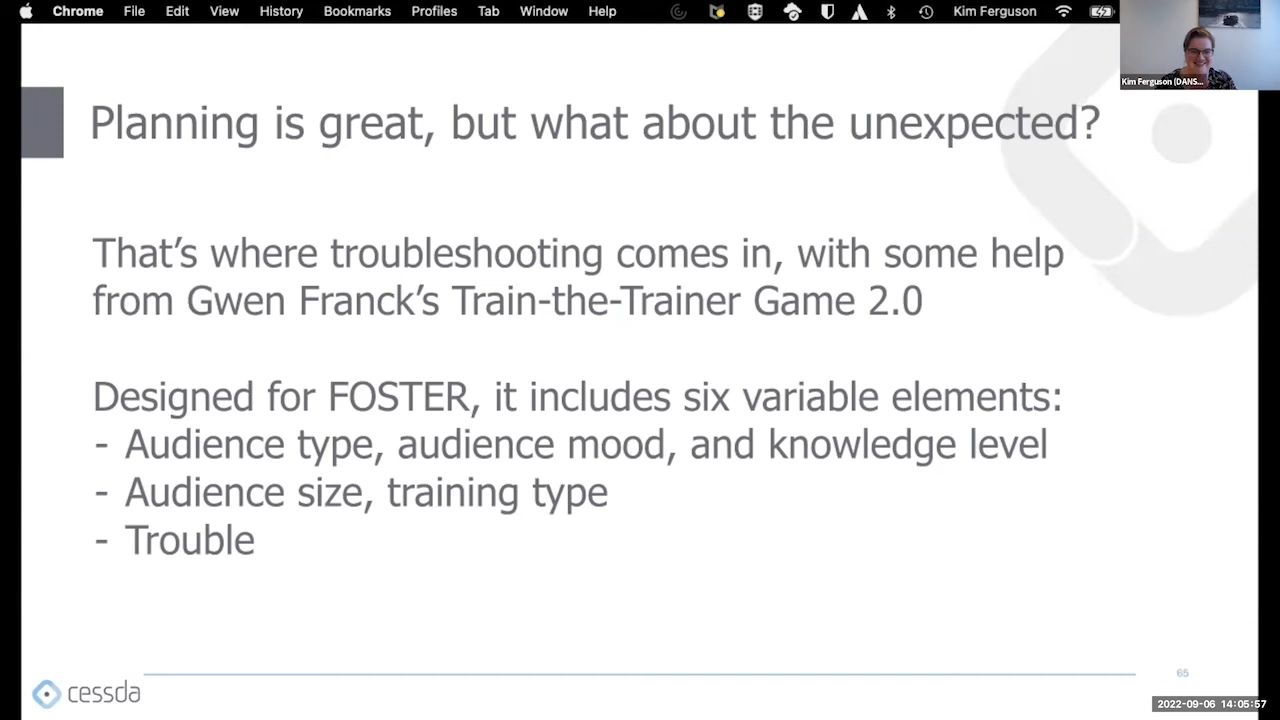 Chrome File Edit View History Bookmarks Profiles Tab Window Help Kim Ferguson
Kim Ferguson (DANS...
Planning is great, but what about the unexpected?
That’s where troubleshooting comes in, with some help
from Gwen Franck’s Train-the-Trainer Game 2.0
Designed for FOSTER, it includes six variable elements:
- Audience type, audience mood, and knowledge level
- Audience size, training type
- Trouble
65
cessda
2022-09-06 14:05:57